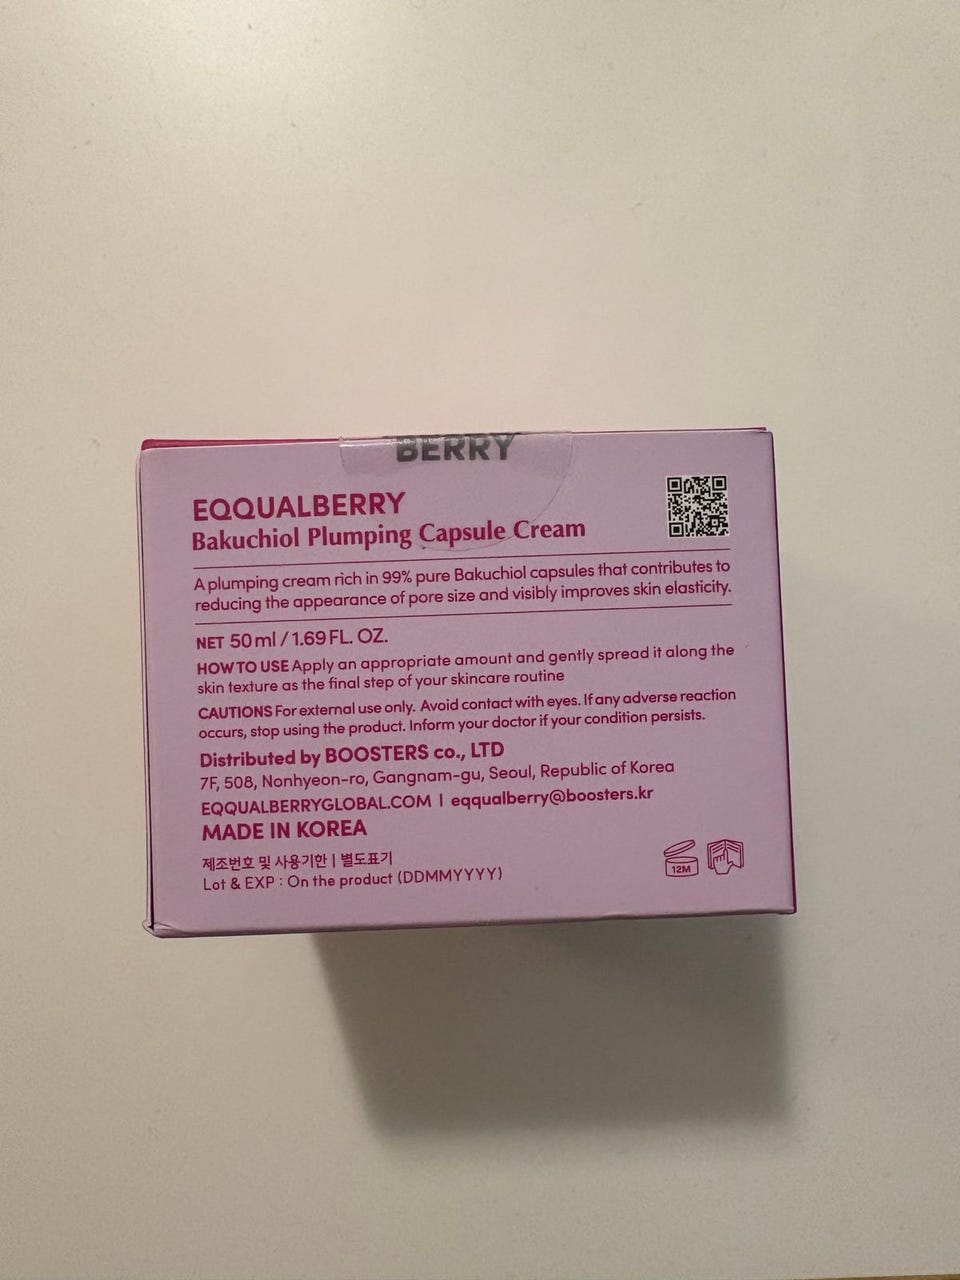 BERRY
EQQUALBERRY
Bakuchiol Plumping Capsule Cream
A plumping cream rich in 99% pure Bakuchiol capsules that contributes to
reducing the appearance of pore size and visibly improves skin elasticity.
NET 50 ml / 1.69 FL. OZ.
HOW TO USE Apply an appropriate amount and gently spread it along the
skin texture as the final step of your skincare routine
CAUTIONS For external use only. Avoid contact with eyes. If any adverse reaction
occurs, stop using the product. Inform your doctor if your condition persists.
Distributed by BOOSTERS co., LTD
7F, 508, Nonhyeon-ro, Gangnam-gu, Seoul, Republic of Korea
EQQUALBERRYGLOBAL.COM | eqqualberry@boosters.kr
MADE IN KOREA
제조번호 및 사용기한 | 별도표기
Lot & EXP : On the product (DDMMYYYY)
12M